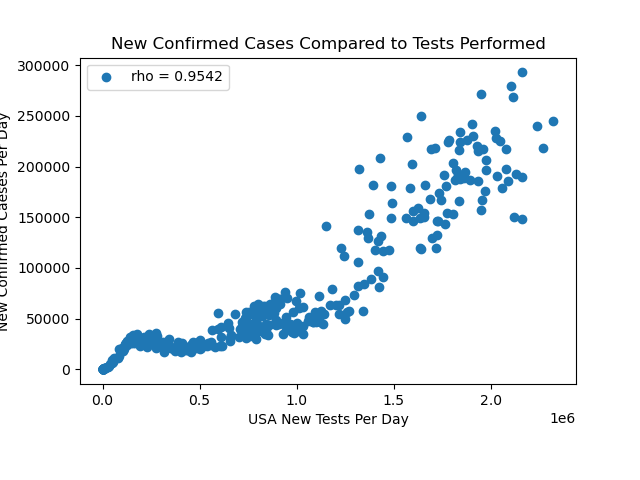 New Confirmed Cases Compared to Tests Performed
rho = 0.9542
300000
250000
200000
150000
100000
50000
0
New Confirmed Caeses Per Day
0.0 0.5 1.0 1.5 2.0
1e6
USA New Tests Per Day